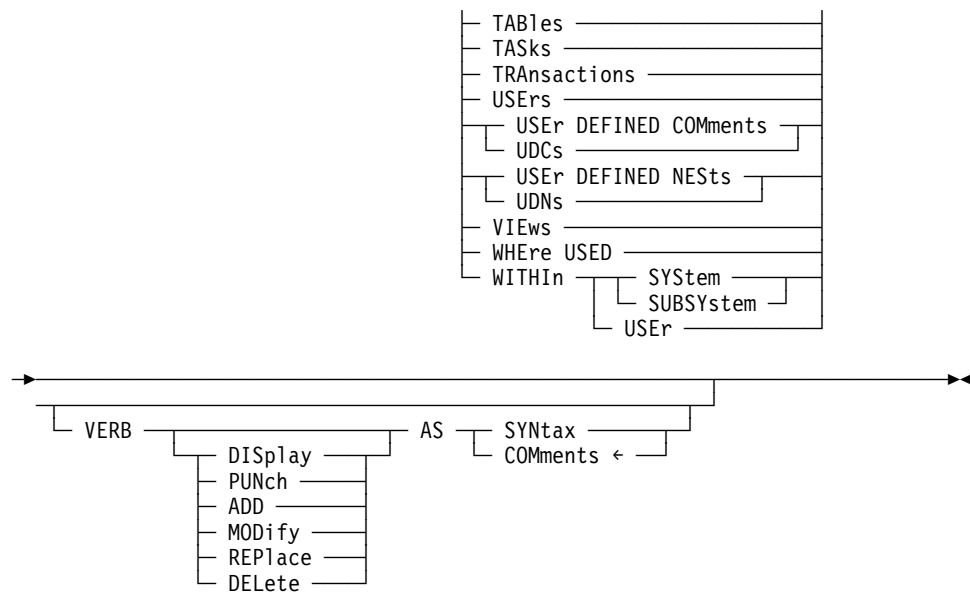 TABles
TASks
TRAnsactions
USErs
USEr DEFINED COMments
UDCs
USEr DEFINED NESts
UDNs
VIEws
WHEre USED
WITHIn SYStem
SUBSYstem
USEr
VERB AS SYNtax
DISplay COMments ←
PUNch
ADD
MODify
REPlace
DELete